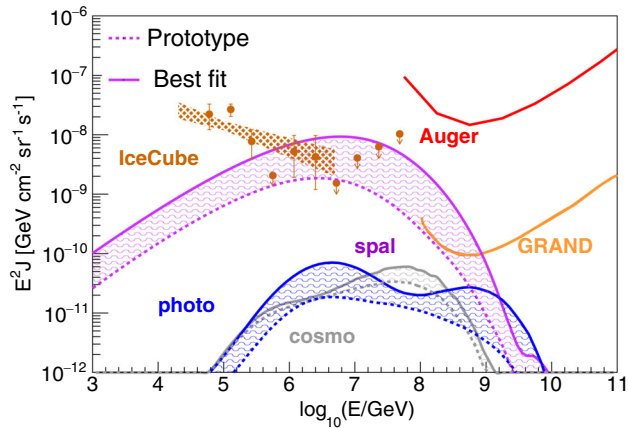 Prototype
Best fit
Auger
IceCube
GRAND
spal
photo
cosmo
E²J [GeV cm⁻² sr⁻¹ s⁻¹]
10⁻⁶
10⁻⁷
10⁻⁸
10⁻⁹
10⁻¹⁰
10⁻¹¹
10⁻¹²
3 4 5 6 7 8 9 10 11
log₁₀(E/GeV)